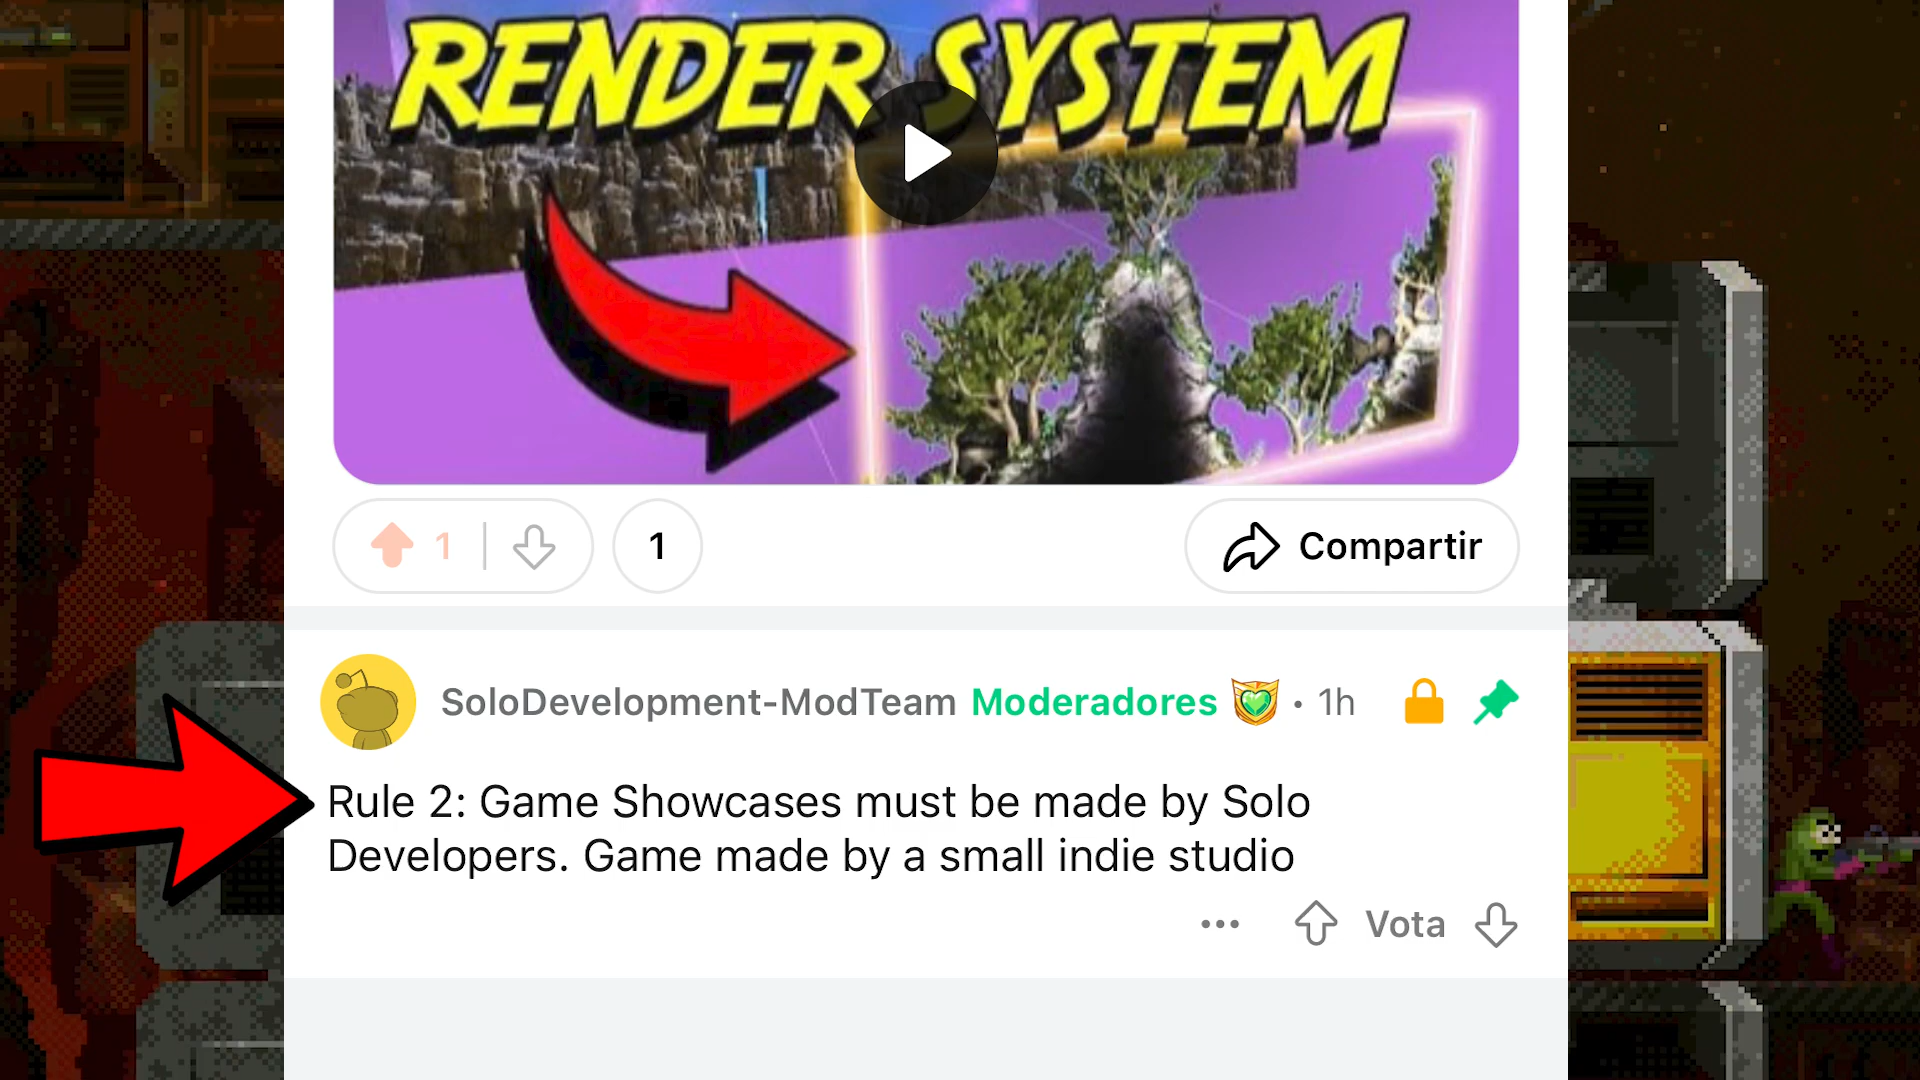 RENDER SYSTEM
1
1
Compartir
SoloDevelopment-ModTeam Moderadores • 1h
Rule 2: Game Showcases must be made by Solo
Developers. Game made by a small indie studio
Vota